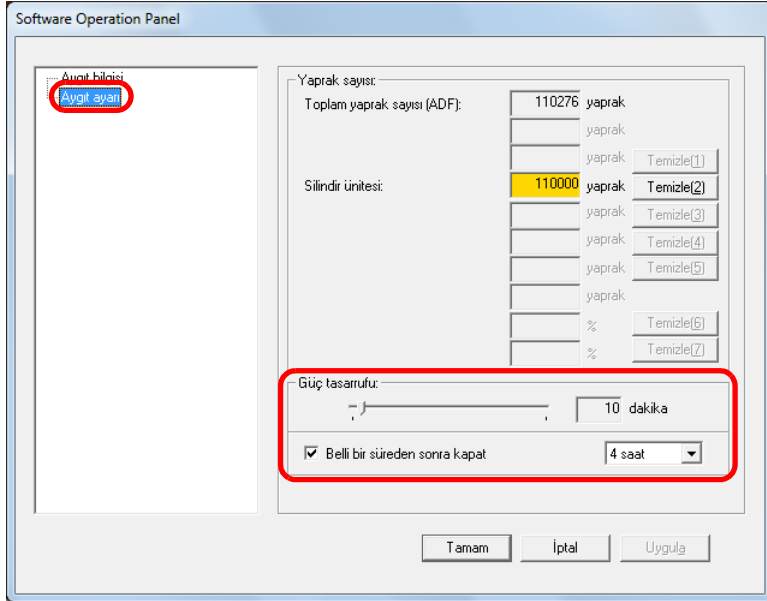 Software Operation Panel
Aygıt bilgisi
Aygıt ayarı
Yaprak sayısı:
Toplam yaprak sayısı (ADF): 110276 yaprak
yaprak
yaprak Temizle(1)
Silindir ünitesi: 110000 yaprak Temizle(2)
yaprak Temizle(3)
yaprak Temizle(4)
yaprak Temizle(5)
yaprak
% Temizle(6)
% Temizle(7)
Güç tasarrufu:
10 dakika
Belli bir süreden sonra kapat 4 saat
Tamam İptal Uygula